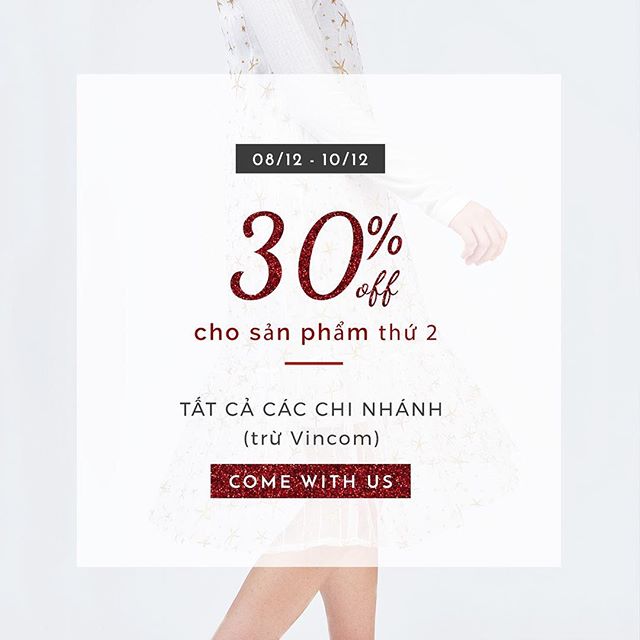 08/12 - 10/12
30% off
cho sản phẩm thứ 2
TẤT CẢ CÁC CHI NHÁNH
(trừ Vincom)
COME WITH US